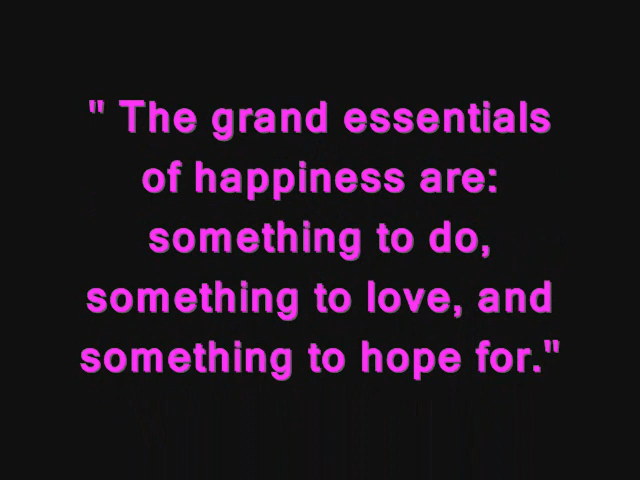 " The grand essentials
of happiness are:
something to do,
something to love, and
something to hope for."